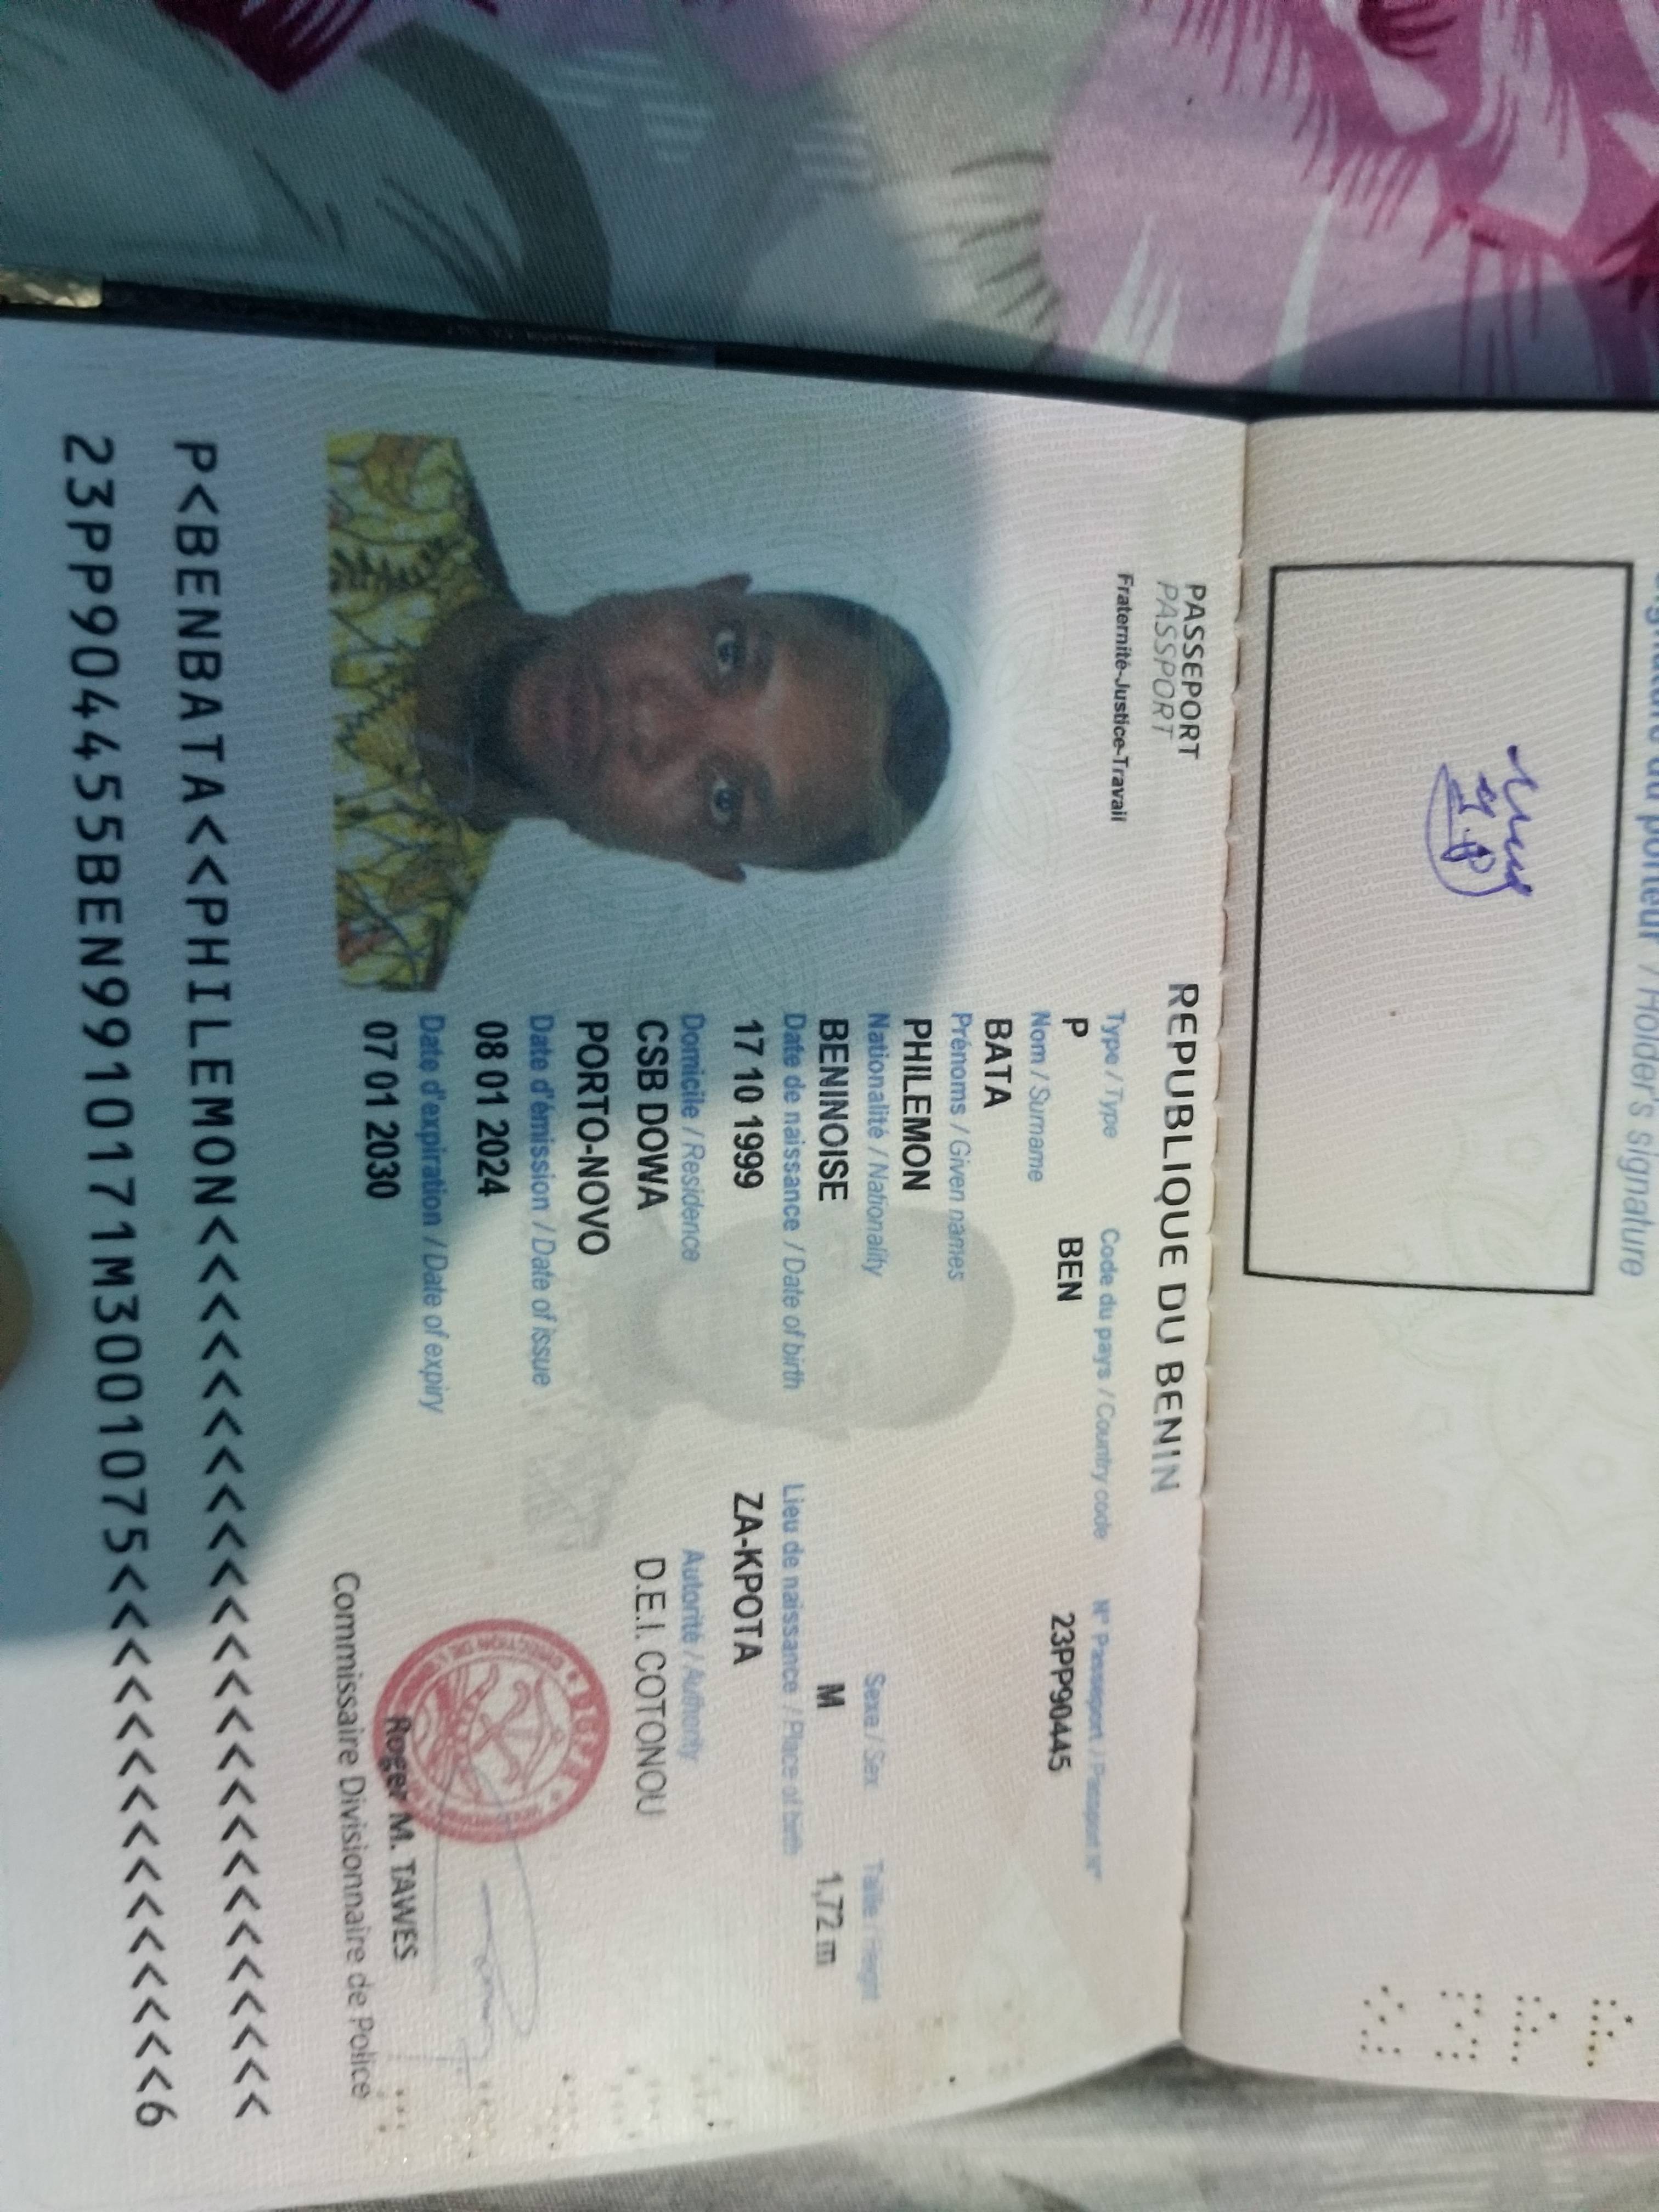 Signature du porteur / Holder's signature
REPUBLIQUE DU BENIN
PASSEPORT
PASSPORT
Fraternité-Justice-Travail
Type / Type Code du pays / Country code N° Passeport / Passport N°
P BEN 23PP90445
Nom / Surname
BATA
Prénoms / Given names
PHILEMON
Nationalité / Nationality Sexe / Sex Taille / Height
BENINOISE M 1,72 m
Date de naissance / Date of birth Lieu de naissance / Place of birth
17 10 1999 ZA-KPOTA
Domicile / Residence Autorité / Authority
CSB DOWA D.E.I. COTONOU
PORTO-NOVO
Date d'émission / Date of issue
08 01 2024
Date d'expiration / Date of expiry
07 01 2030
Roger M. TAWES
Commissaire Divisionnaire de Police
P<BENBATA<<PHILEMON<<<<<<<<<<<<<<<<<<<<<<<<<
23PP904455BEN9910171M3001075<<<<<<<<<<<<<<<6